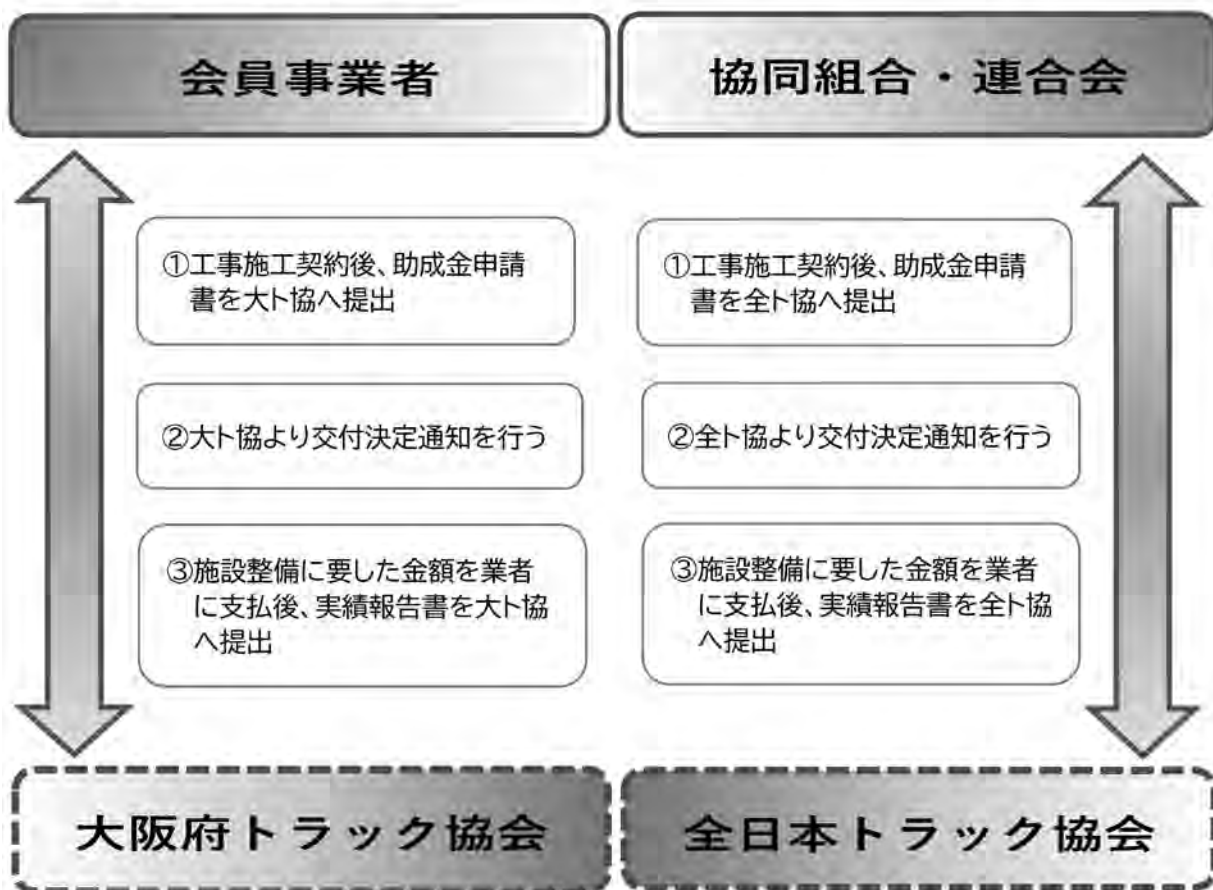 会員事業者
協同組合・連合会
①工事施工契約後、助成金申請
書を大ト協へ提出
②大ト協より交付決定通知を行う
③施設整備に要した金額を業者
に支払後、実績報告書を大ト協
へ提出
①工事施工契約後、助成金申請
書を全ト協へ提出
②全ト協より交付決定通知を行う
③施設整備に要した金額を業者
に支払後、実績報告書を全ト協
へ提出
大阪府トラック協会
全日本トラック協会